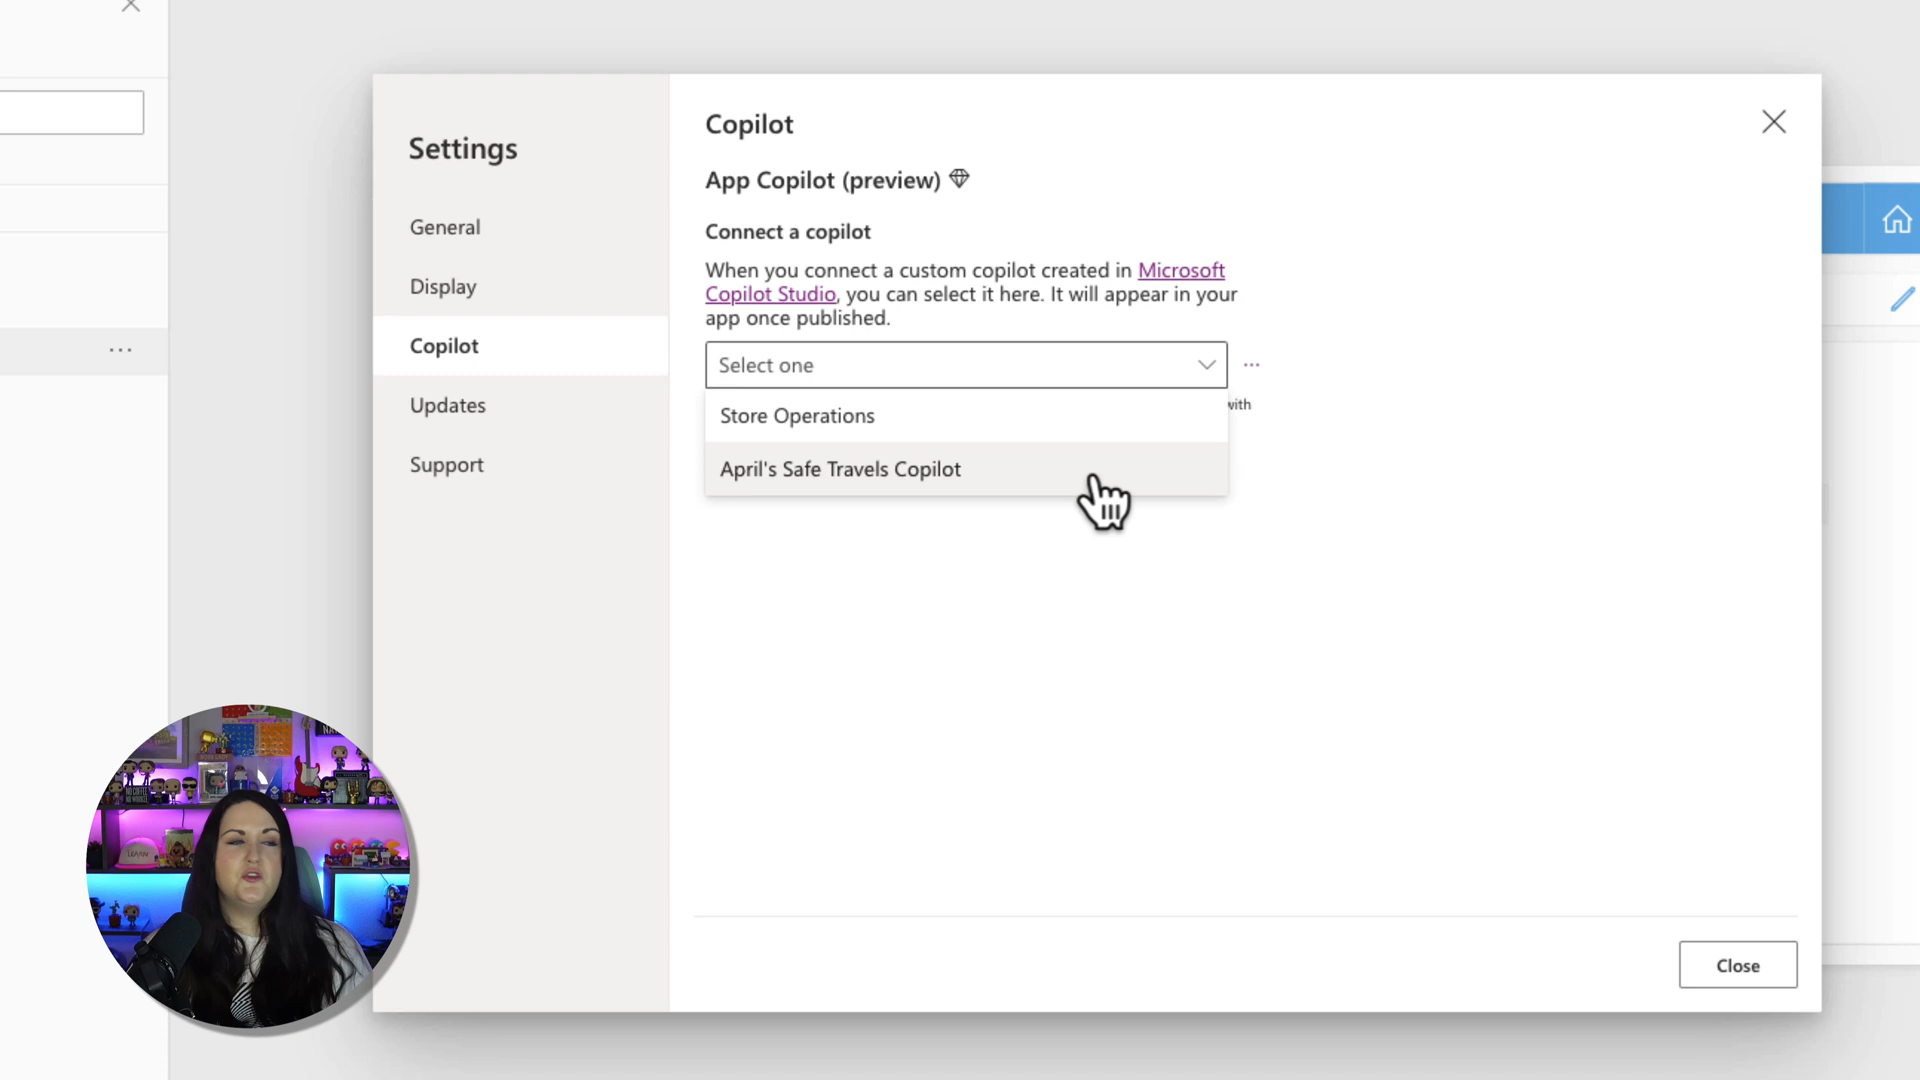 Settings
General
Display
Copilot
Updates
Support
Copilot
App Copilot (preview)
Connect a copilot
When you connect a custom copilot created in Microsoft
Copilot Studio, you can select it here. It will appear in your
app once published.
Select one
with
Store Operations
April's Safe Travels Copilot
Close
LEARN